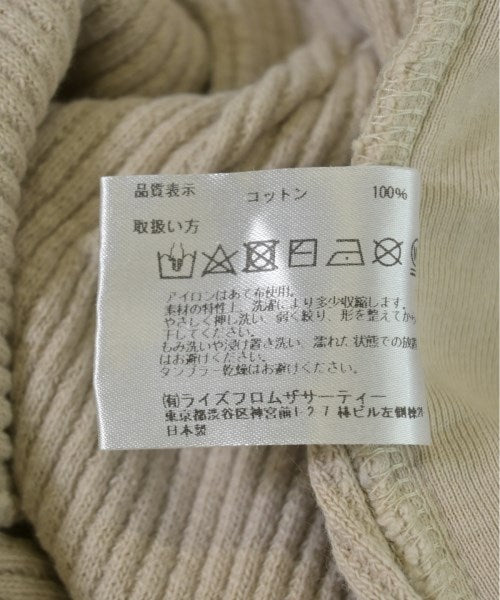 品質表示 コットン 100%
取扱い方
アイロンはあて布使用。
素材の特性上、洗濯により多少収縮します。
やさしく押し洗い、弱く絞り、形を整えてから
干してください。
もみ洗いや浸け置き洗い、濡れた状態での放置
はお避けください。
タンブラー乾燥はお避けください。
(有)ライズフロムザサーティー
東京都渋谷区神宮前1-2-7 林ビル左側棟
日本製